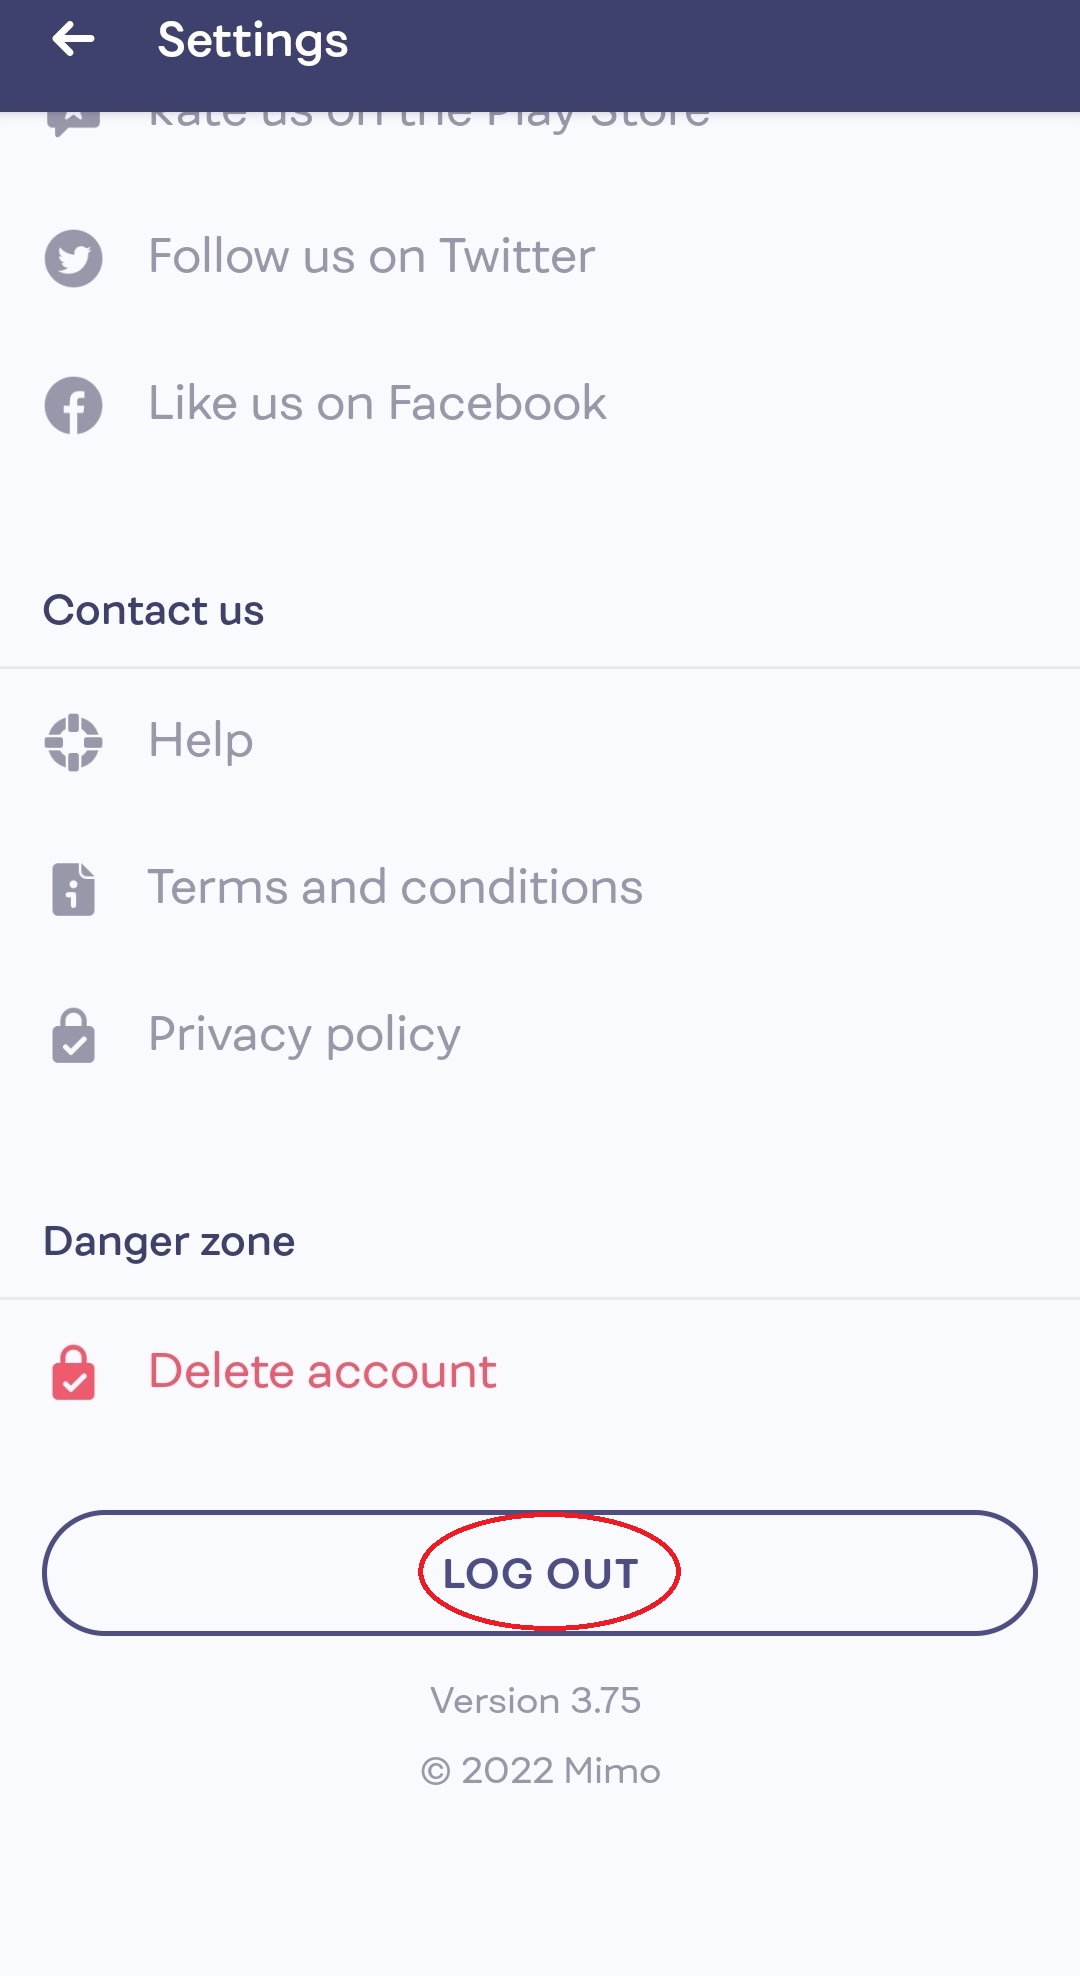 Settings
Rate us on the Play Store
Follow us on Twitter
Like us on Facebook
Contact us
Help
Terms and conditions
Privacy policy
Danger zone
Delete account
LOG OUT
Version 3.75
© 2022 Mimo